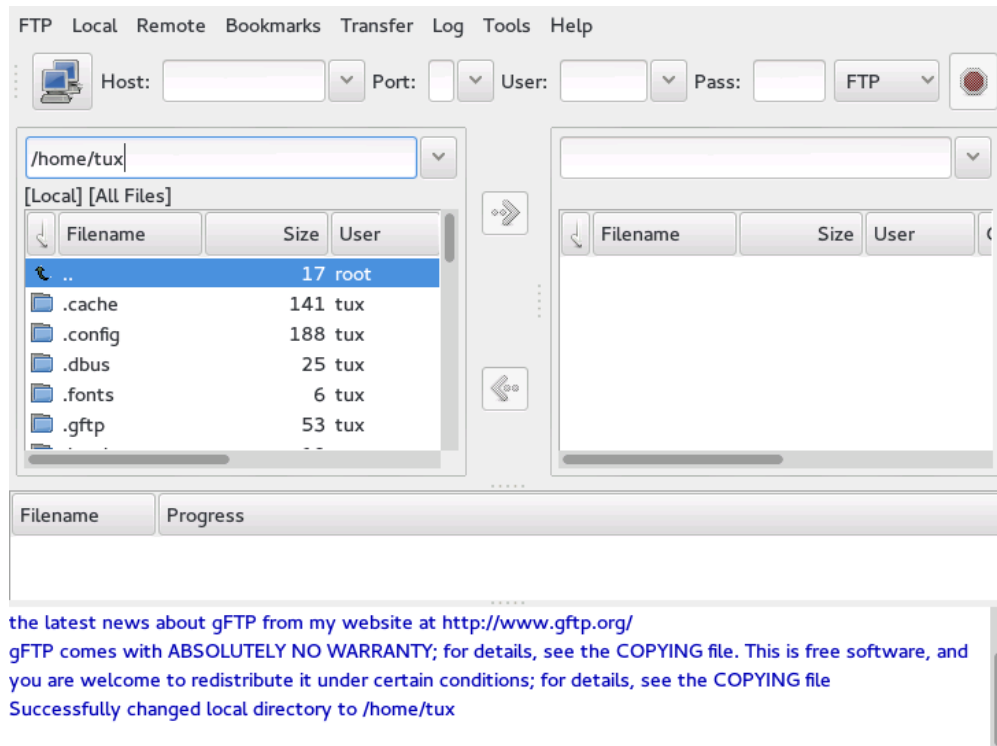 FTP Local Remote Bookmarks Transfer Log Tools Help
Host: Port: User: Pass: FTP
/home/tux
[Local] [All Files]
Filename Size User
.. 17 root
.cache 141 tux
.config 188 tux
.dbus 25 tux
.fonts 6 tux
.gftp 53 tux
Filename Size User
Filename Progress
the latest news about gFTP from my website at http://www.gftp.org/
gFTP comes with ABSOLUTELY NO WARRANTY; for details, see the COPYING file. This is free software, and
you are welcome to redistribute it under certain conditions; for details, see the COPYING file
Successfully changed local directory to /home/tux